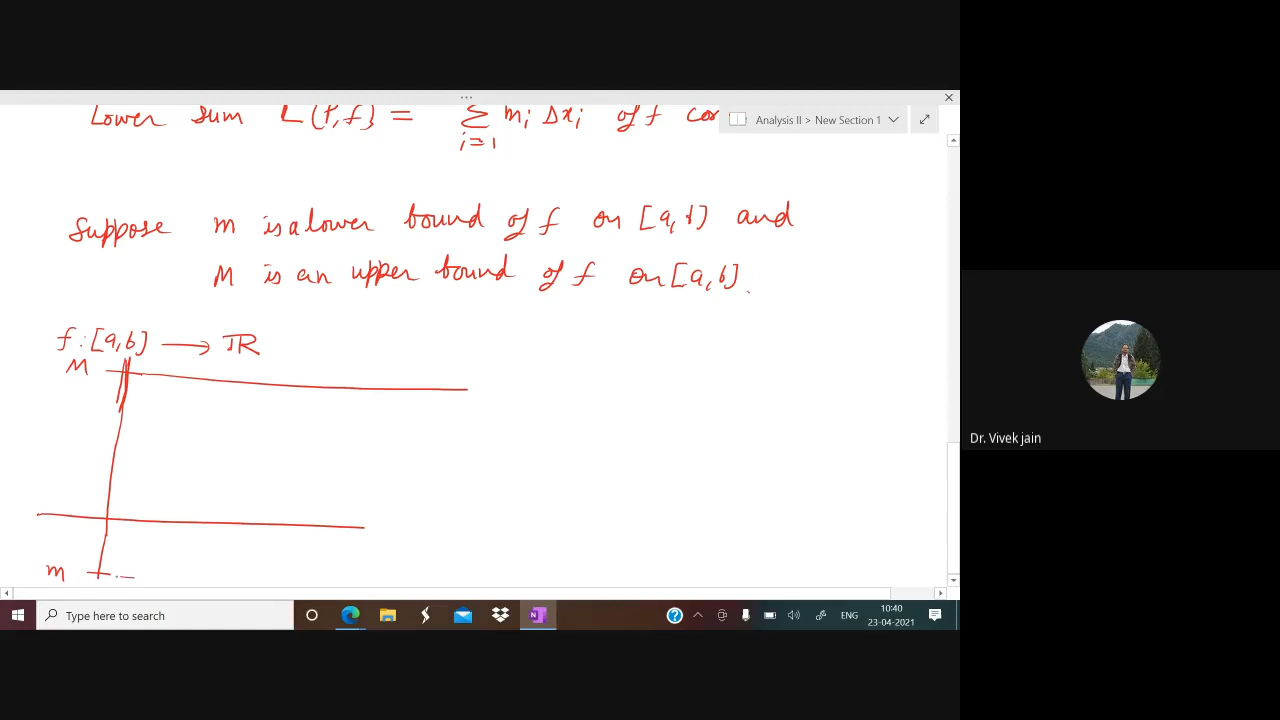 Lower Sum L(P,f) = Σ mᵢ Δxᵢ of f cor
i=1
Analysis II > New Section 1
Suppose m is a lower bound of f on [a,b] and
M is an upper bound of f on [a,b].
f:[a,b] ⟶ ℝ
M
m
Dr. Vivek jain
Type here to search
ENG
10:40
23-04-2021